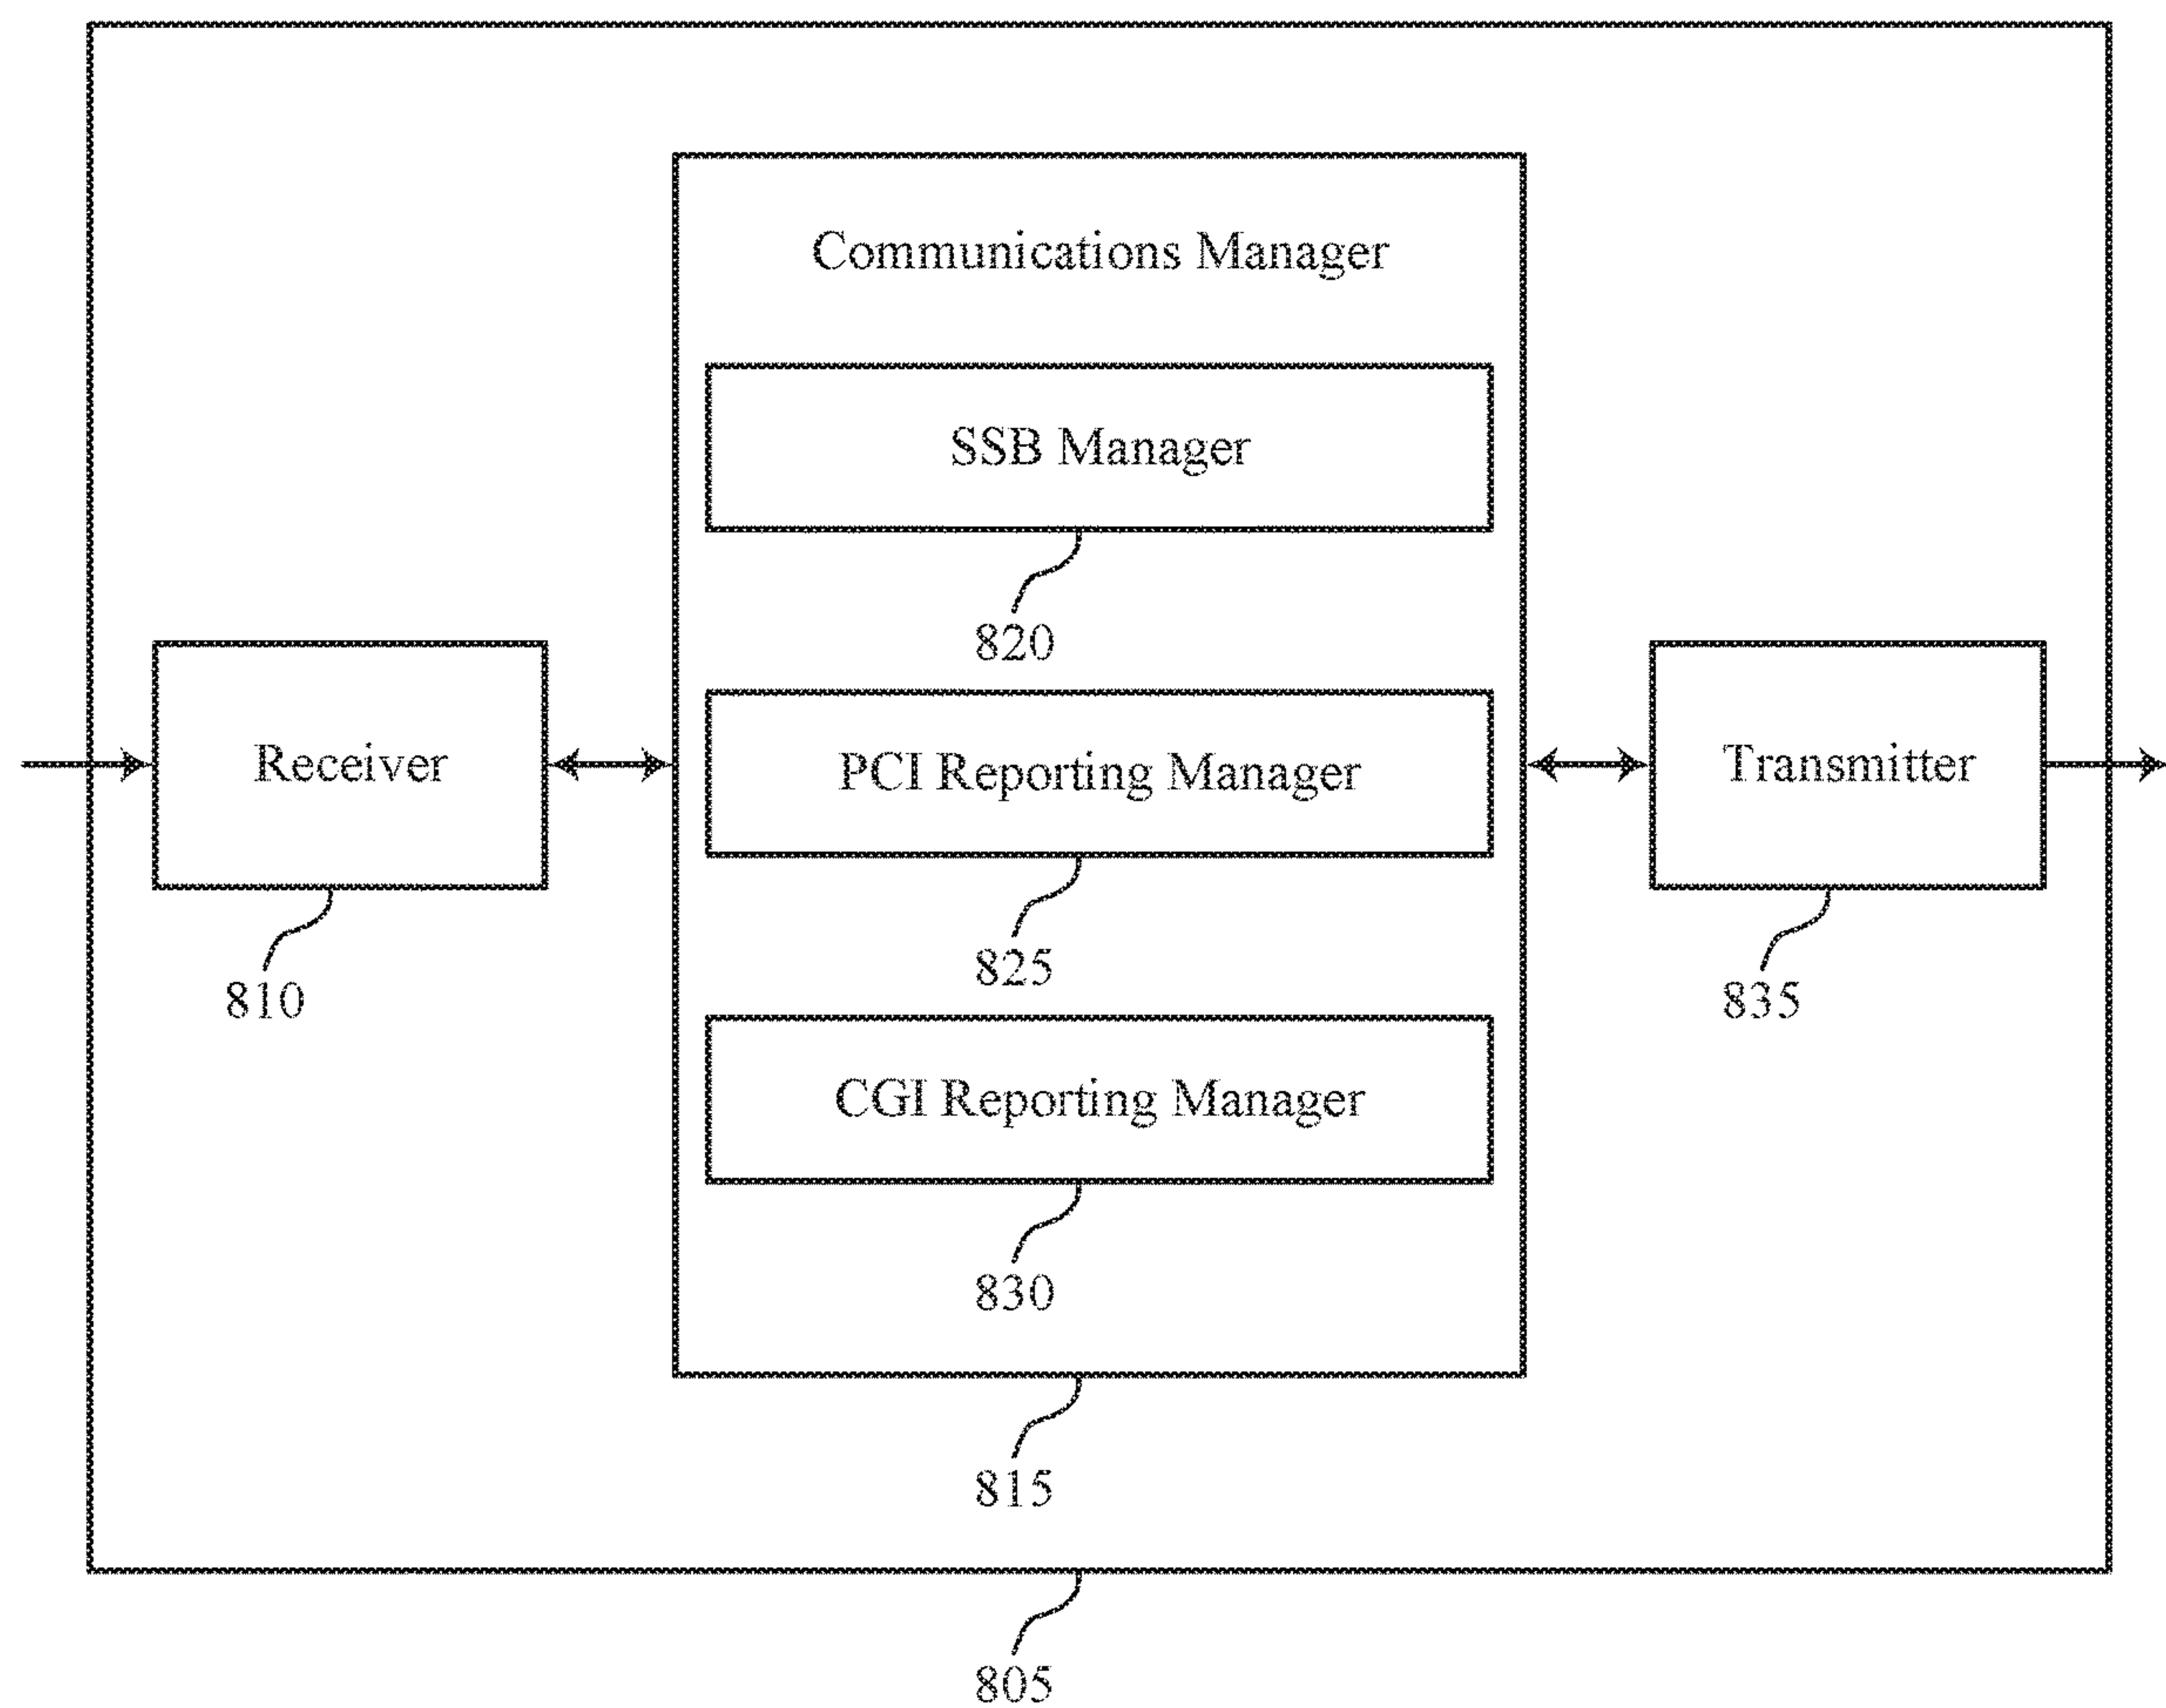 Communications Manager
SSB Manager
820
Receiver
810
PCI Reporting Manager
825
Transmitter
835
CGI Reporting Manager
830
815
805